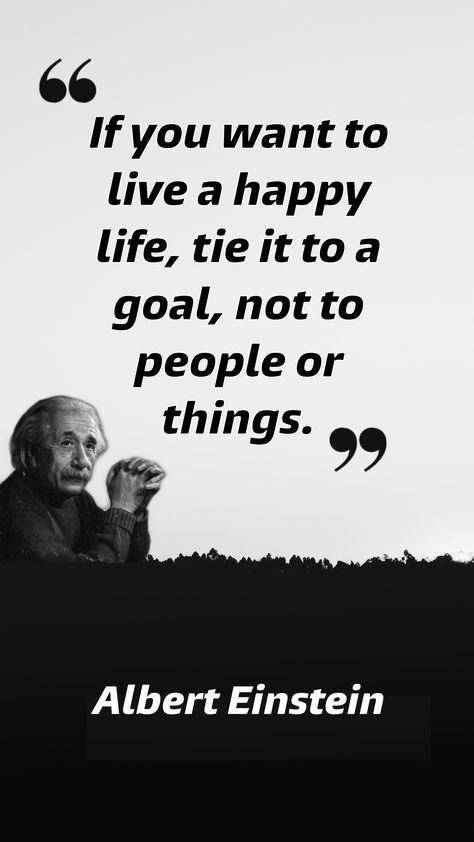 “
If you want to
live a happy
life, tie it to a
goal, not to
people or
things.
”
Albert Einstein